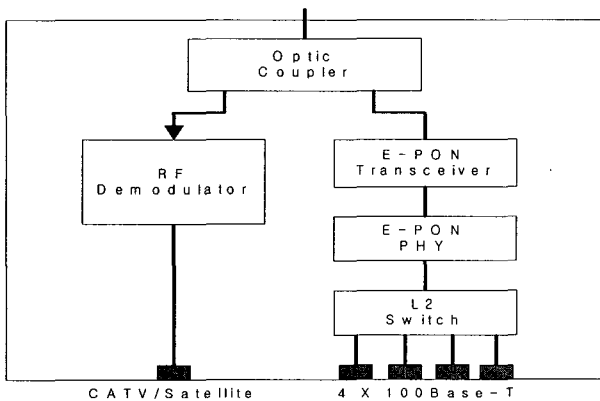 Optic
Coupler
RF
Demodulator
E-PON
Transceiver
E-PON
PHY
L2
Switch
CATV/Satellite
4 X 100Base-T